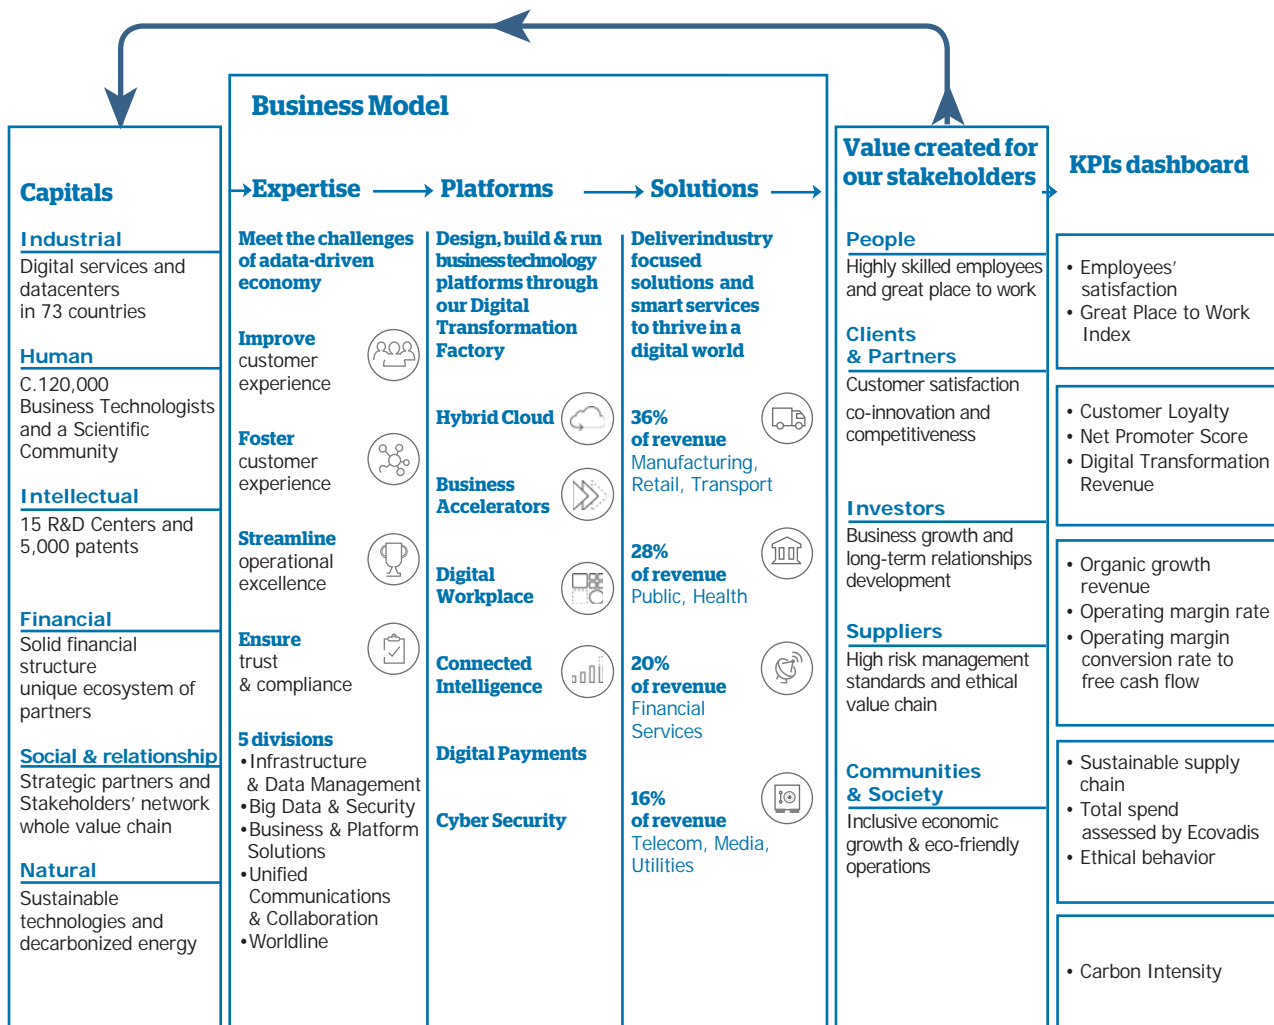 Business Model
Capitals
Industrial
Digital services and
datacenters
in 73 countries
Human
C.120,000
Business Technologists
and a Scientific
Community
Intellectual
15 R&D Centers and
5,000 patents
Financial
Solid financial
structure
unique ecosystem of
partners
Social & relationship
Strategic partners and
Stakeholders' network
whole value chain
Natural
Sustainable
technologies and
decarbonized energy
Expertise
Meet the challenges
of adata-driven
economy
Improve
customer
experience
Foster
customer
experience
Streamline
operational
excellence
Ensure
trust
& compliance
5 divisions
•Infrastructure
& Data Management
•Big Data & Security
•Business & Platform
Solutions
•Unified
Communications
& Collaboration
•Worldline
Platforms
Design, build & run
businesstechnology
platforms through
our Digital
Transformation
Factory
Hybrid Cloud
Business
Accelerators
Digital
Workplace
Connected
Intelligence
Digital Payments
Cyber Security
Solutions
Deliverindustry
focused
solutions and
smart services
to thrive in a
digital world
36%
of revenue
Manufacturing,
Retail, Transport
28%
of revenue
Public, Health
20%
of revenue
Financial
Services
16%
of revenue
Telecom, Media,
Utilities
Value created for
our stakeholders
People
Highly skilled employees
and great place to work
Clients
& Partners
Customer satisfaction
co-innovation and
competitiveness
Investors
Business growth and
long-term relationships
development
Suppliers
High risk management
standards and ethical
value chain
Communities
& Society
Inclusive economic
growth & eco-friendly
operations
KPIs dashboard
• Employees'
satisfaction
• Great Place to Work
Index
• Customer Loyalty
• Net Promoter Score
• Digital Transformation
Revenue
• Organic growth
revenue
• Operating margin rate
• Operating margin
conversion rate to
free cash flow
• Sustainable supply
chain
• Total spend
assessed by Ecovadis
• Ethical behavior
• Carbon Intensity